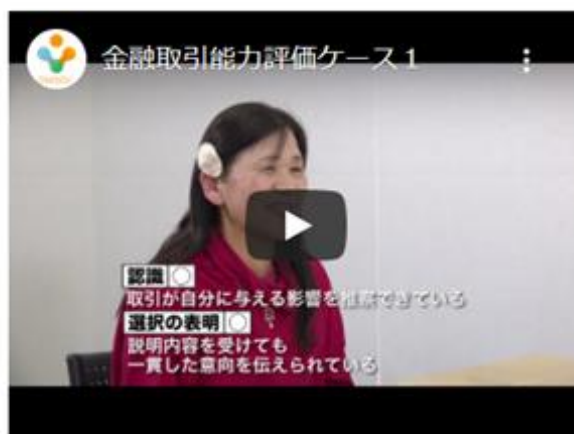 金融取引能力評価ケース1
認識 ○
取引が自分に与える影響を推察できている
選択の表明 ○
説明内容を受けても
一貫した意向を伝えられている